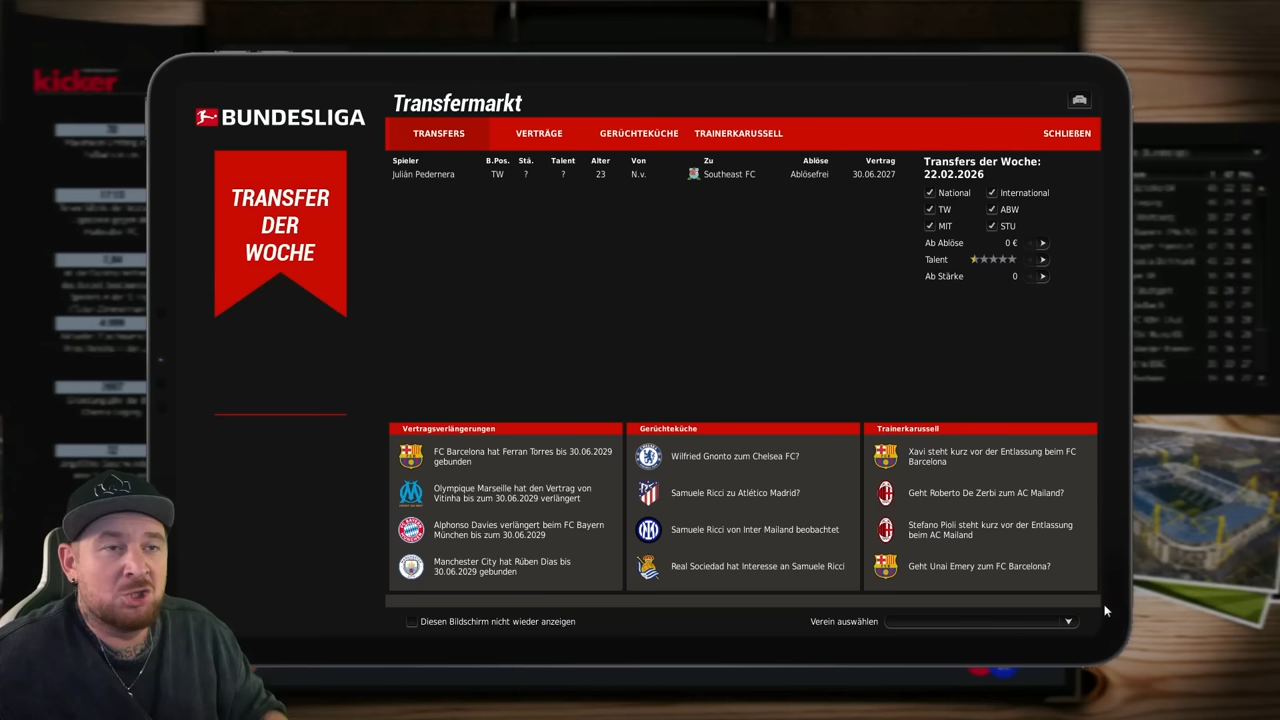 kicker
BUNDESLIGA
TRANSFER
DER
WOCHE
Transfermarkt
TRANSFERS VERTRÄGE GERÜCHTEKÜCHE TRAINERKARUSSELL SCHLIEßEN
Spieler B.Pos. Stä. Talent Alter Von Zu Ablöse Vertrag
Julián Pedernera TW ? ? 23 N.v. Southeast FC Ablösefrei 30.06.2027
Transfers der Woche:
22.02.2026
National International
TW ABW
MIT STU
Ab Ablöse 0 €
Talent
Ab Stärke 0
Vertragsverlängerungen
FC Barcelona hat Ferran Torres bis 30.06.2029
gebunden
Olympique Marseille hat den Vertrag von
Vitinha bis zum 30.06.2029 verlängert
Alphonso Davies verlängert beim FC Bayern
München bis zum 30.06.2029
Manchester City hat Rúben Dias bis
30.06.2029 gebunden
Gerüchteküche
Wilfried Gnonto zum Chelsea FC?
Samuele Ricci zu Atlético Madrid?
Samuele Ricci von Inter Mailand beobachtet
Real Sociedad hat Interesse an Samuele Ricci
Trainerkarussell
Xavi steht kurz vor der Entlassung beim FC
Barcelona
Geht Roberto De Zerbi zum AC Mailand?
Stefano Pioli steht kurz vor der Entlassung
beim AC Mailand
Geht Unai Emery zum FC Barcelona?
Diesen Bildschirm nicht wieder anzeigen
Verein auswählen